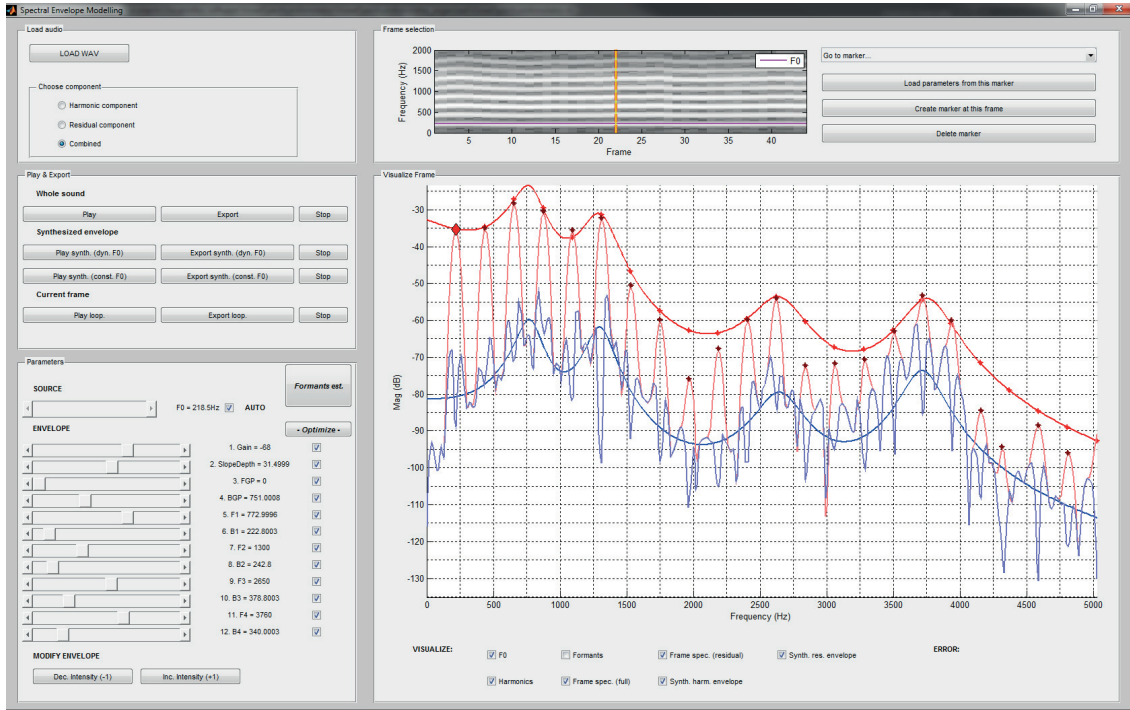 Spectral Envelope Modelling
Load audio
LOAD WAV
Choose component
Harmonic component
Residual component
Combined
Frame selection
2000
1500
1000
500
0
Frequency (Hz)
F0
5 10 15 20 25 30 35 40
Frame
Go to marker...
Load parameters from this marker
Create marker at this frame
Delete marker
Play & Export
Whole sound
Play Export Stop
Synthesized envelope
Play synth. (dyn. F0) Export synth. (dyn. F0) Stop
Play synth. (const. F0) Export synth. (const. F0) Stop
Current frame
Play loop. Export loop. Stop
Parameters
SOURCE
Formants est.
F0 = 218.5Hz AUTO
ENVELOPE
- Optimize -
1. Gain = -68
2. SlopeDepth = 31.4999
3. FGP = 0
4. BGP = 751.0008
5. F1 = 772.9996
6. B1 = 222.8003
7. F2 = 1300
8. B2 = 242.8
9. F3 = 2650
10. B3 = 378.8003
11. F4 = 3760
12. B4 = 340.0003
MODIFY ENVELOPE
Dec. Intensity (-1) Inc. Intensity (+1)
Visualize Frame
-30
-40
-50
-60
-70
-80
-90
-100
-110
-120
-130
Mag (dB)
0 500 1000 1500 2000 2500 3000 3500 4000 4500 5000
Frequency (Hz)
VISUALIZE:
F0 Formants Frame spec. (residual) Synth. res. envelope
ERROR:
Harmonics Frame spec. (full) Synth. harm. envelope